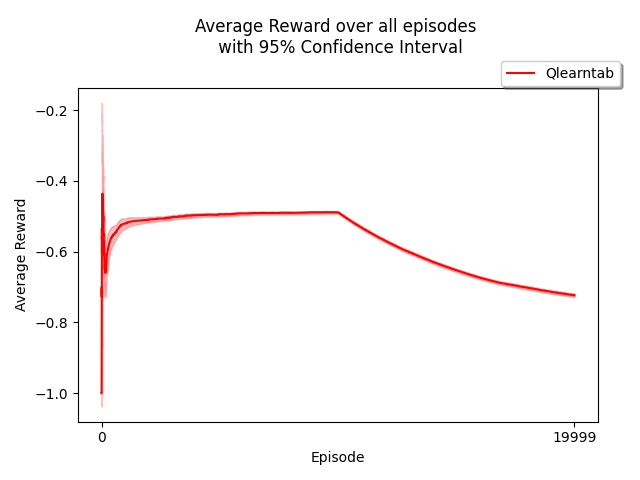 Average Reward over all episodes
with 95% Confidence Interval
Qlearntab
−0.2
−0.4
−0.6
−0.8
−1.0
Average Reward
0
19999
Episode